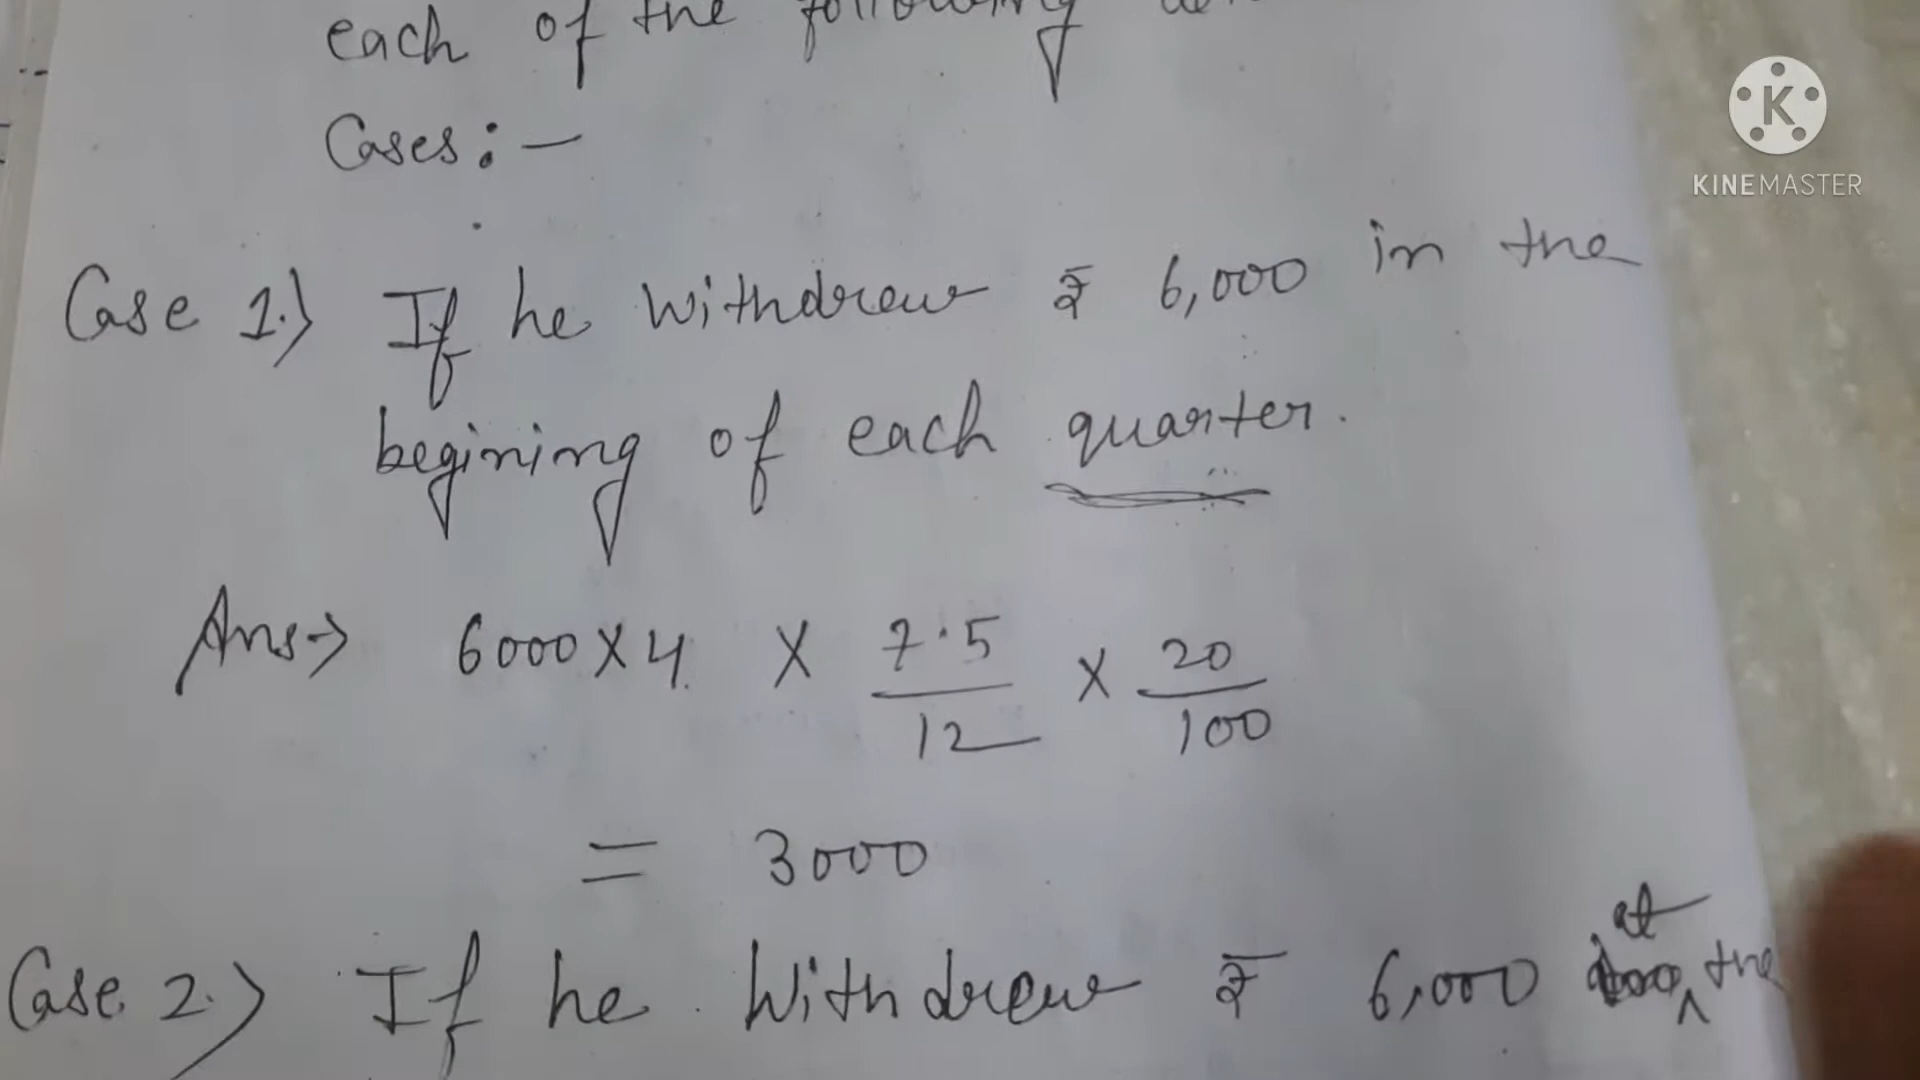 each of the following
Cases:-
K
KINEMASTER
Case 1.) If he withdrew ₹ 6,000 in the
begining of each quarter.
Ans→ 6000 X 4 X 7.5/12 X 20/100
= 3000
at
Case 2.) If he Withdrew ₹ 6,000 the